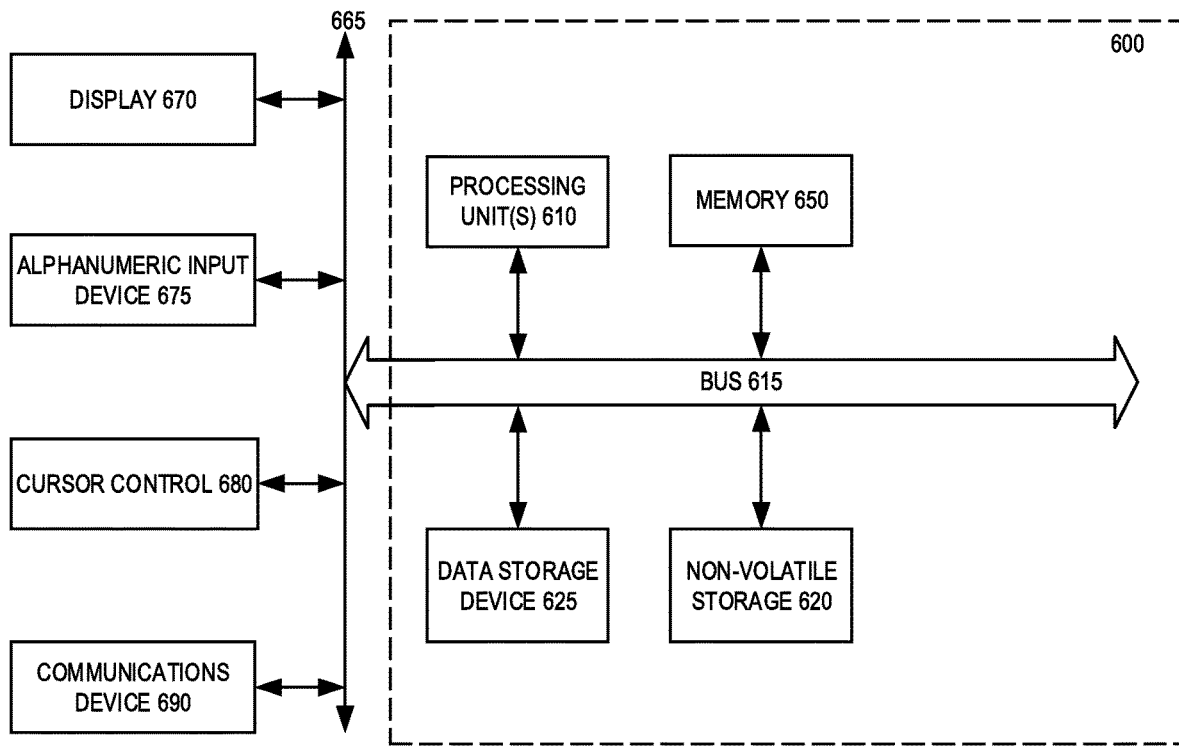 665
600
DISPLAY 670
PROCESSING
UNIT(S) 610
MEMORY 650
ALPHANUMERIC INPUT
DEVICE 675
BUS 615
CURSOR CONTROL 680
DATA STORAGE
DEVICE 625
NON-VOLATILE
STORAGE 620
COMMUNICATIONS
DEVICE 690